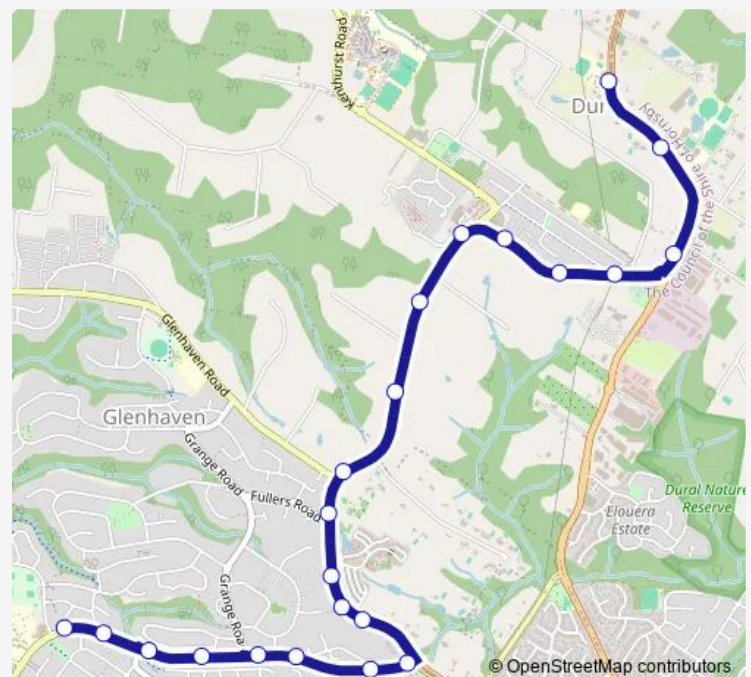 Kenthurst Road
Dur
The Council of the Shire of Hornsby
Glenhaven Road
Glenhaven
Grange Road
Fullers Road
Dural Nature
Reserve
Elouera
Estate
Grange Roa
© OpenStreetMap contributors